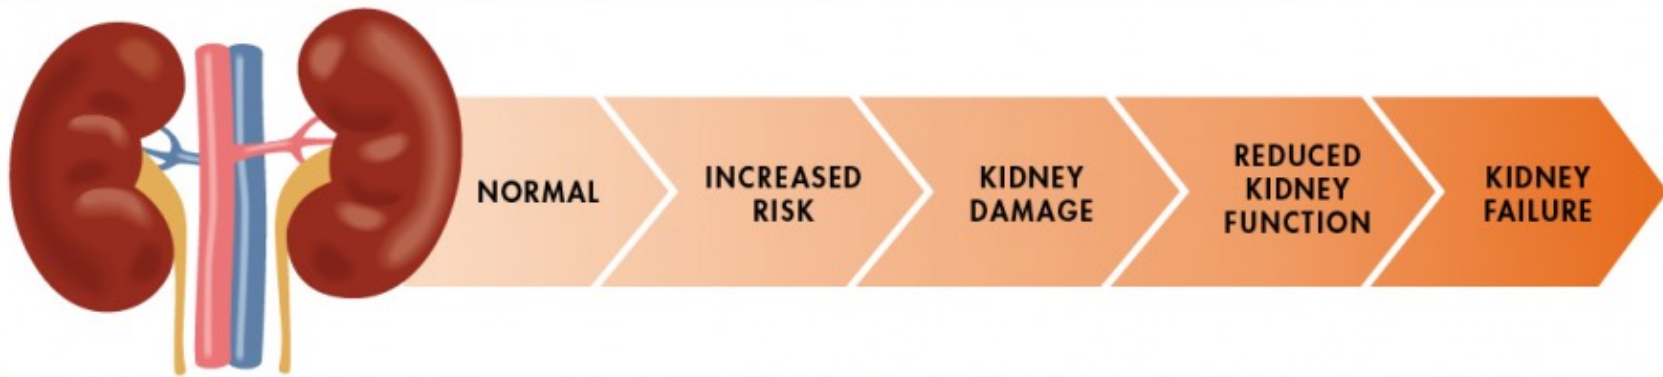 NORMAL
INCREASED
RISK
KIDNEY
DAMAGE
REDUCED
KIDNEY
FUNCTION
KIDNEY
FAILURE